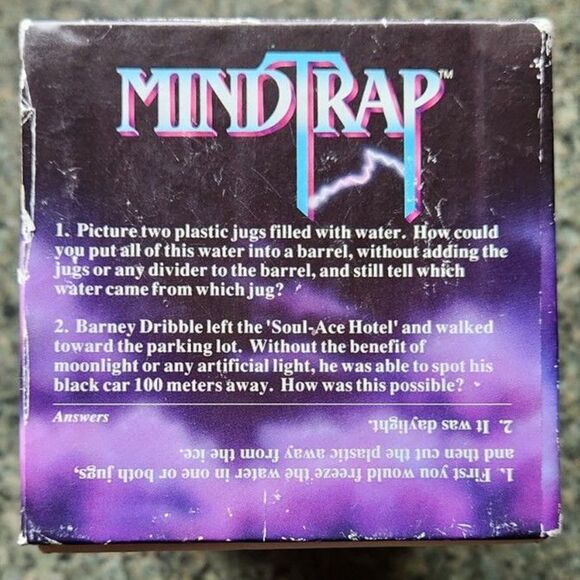 MINDTRAP™
1. Picture two plastic jugs filled with water. How could
you put all of this water into a barrel, without adding the
jugs or any divider to the barrel, and still tell which
water came from which jug?
2. Barney Dribble left the 'Soul-Ace Hotel' and walked
toward the parking lot. Without the benefit of
moonlight or any artificial light, he was able to spot his
black car 100 meters away. How was this possible?
Answers
1. First you would freeze the water in one or both jugs,
and then cut the plastic away from the ice.
2. It was daylight.